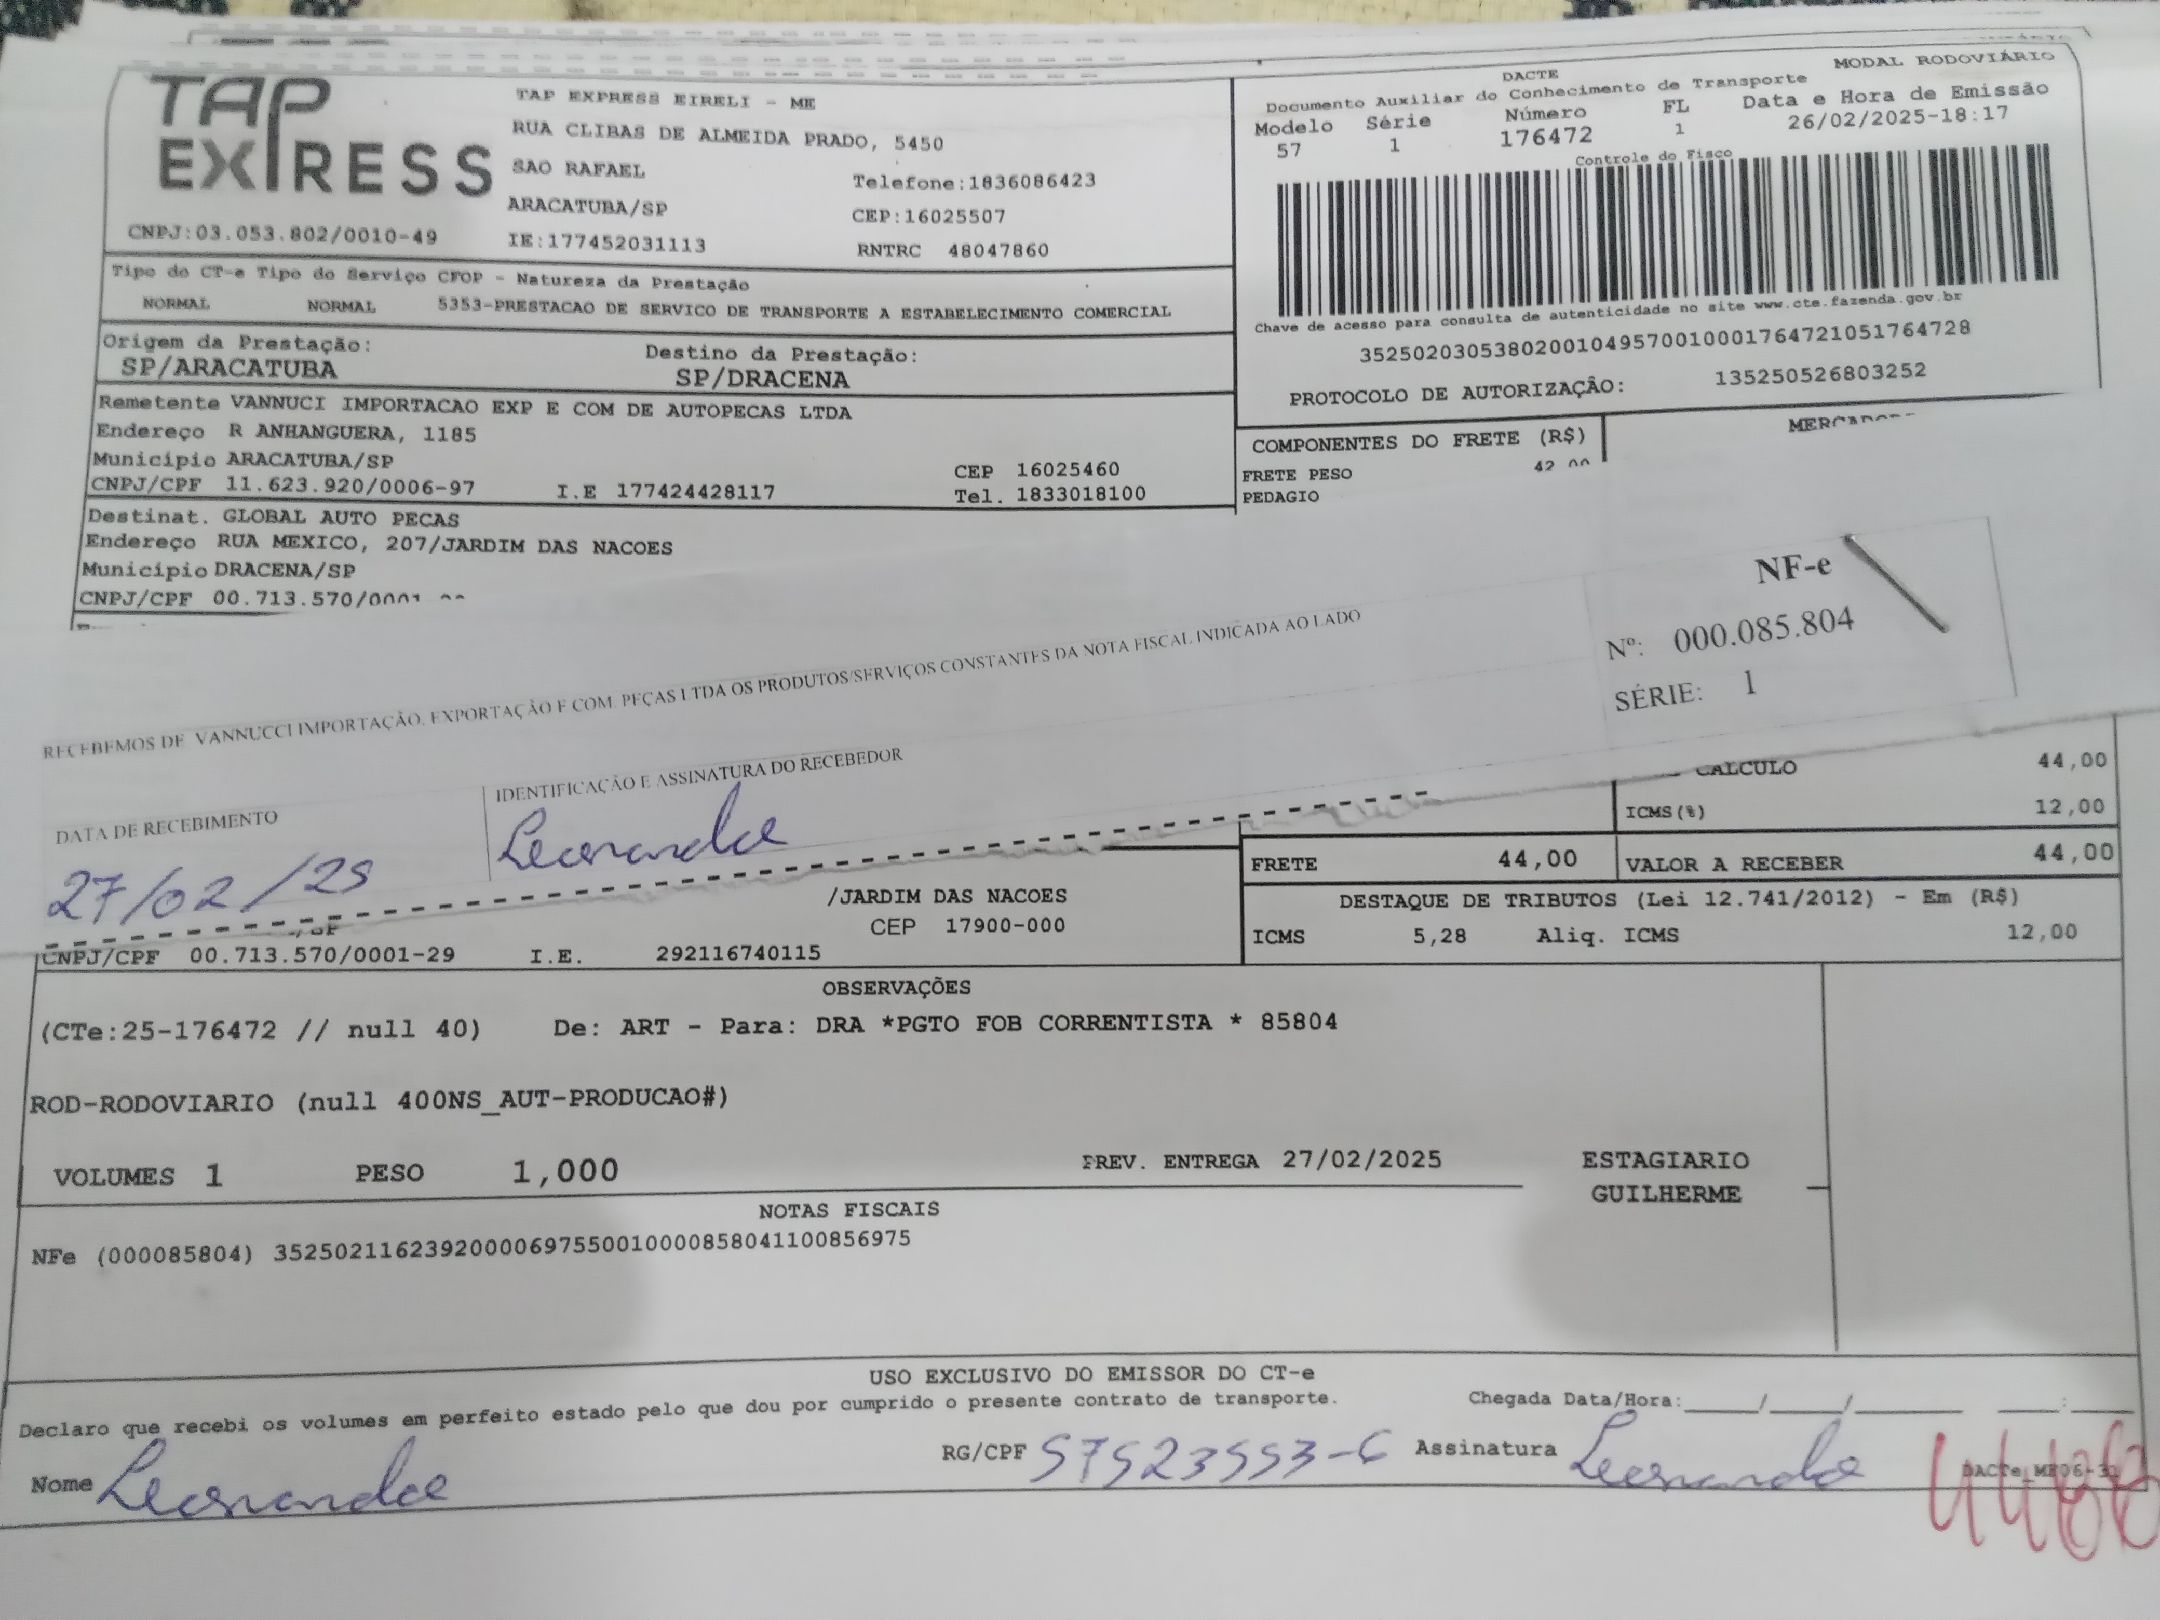 TAP
EXPRESS
CNPJ:03.053.802/0010-49
TAP EXPRESS EIRELI - ME
RUA CLIBAS DE ALMEIDA PRADO, 5450
SAO RAFAEL
Telefone:1836086423
ARACATUBA/SP
CEP:16025507
IE:177452031113
RNTRC 48047860
DACTE
MODAL RODOVIÁRIO
Documento Auxiliar do Conhecimento de Transporte
Modelo Série Número FL Data e Hora de Emissão
57 1 176472 1 26/02/2025-18:17
Controle do Fisco
Chave de acesso para consulta de autenticidade no site www.cte.fazenda.gov.br
35250203053802001049570010001764721051764728
PROTOCOLO DE AUTORIZAÇÃO: 135250526803252
Tipo do CT-e Tipo do Serviço CFOP - Natureza da Prestação
NORMAL NORMAL 5353-PRESTACAO DE SERVICO DE TRANSPORTE A ESTABELECIMENTO COMERCIAL
Origem da Prestação: Destino da Prestação:
SP/ARACATUBA SP/DRACENA
Remetente VANNUCI IMPORTACAO EXP E COM DE AUTOPECAS LTDA
Endereço R ANHANGUERA, 1185
Município ARACATUBA/SP CEP 16025460
CNPJ/CPF 11.623.920/0006-97 I.E 177424428117 Tel. 1833018100
COMPONENTES DO FRETE (R$)
FRETE PESO 42
PEDAGIO
Destinat. GLOBAL AUTO PECAS
Endereço RUA MEXICO, 207/JARDIM DAS NACOES
Município DRACENA/SP
CNPJ/CPF 00.713.570/0001
NF-e
Nº: 000.085.804
SÉRIE: 1
RECEBEMOS DE VANNUCCI IMPORTAÇÃO, EXPORTAÇÃO E COM. PEÇAS LTDA OS PRODUTOS/SERVIÇOS CONSTANTES DA NOTA FISCAL INDICADA AO LADO
DATA DE RECEBIMENTO
IDENTIFICAÇÃO E ASSINATURA DO RECEBEDOR
27/02/25
Leonardo
CALCULO 44,00
ICMS(%) 12,00
FRETE 44,00 VALOR A RECEBER 44,00
DESTAQUE DE TRIBUTOS (Lei 12.741/2012) - Em (R$)
ICMS 5,28 Aliq. ICMS 12,00
/JARDIM DAS NACOES
CEP 17900-000
CNPJ/CPF 00.713.570/0001-29 I.E. 292116740115
OBSERVAÇÕES
(CTe:25-176472 // null 40) De: ART - Para: DRA *PGTO FOB CORRENTISTA * 85804
ROD-RODOVIARIO (null 400NS_AUT-PRODUCAO#)
VOLUMES 1 PESO 1,000 PREV. ENTREGA 27/02/2025
ESTAGIARIO
GUILHERME
NOTAS FISCAIS
NFe (000085804) 35250211623920000697550010000858041100856975
USO EXCLUSIVO DO EMISSOR DO CT-e
Declaro que recebi os volumes em perfeito estado pelo que dou por cumprido o presente contrato de transporte. Chegada Data/Hora:____/____/______ ___:___
Nome Leonardo RG/CPF 57523553-6 Assinatura Leonardo